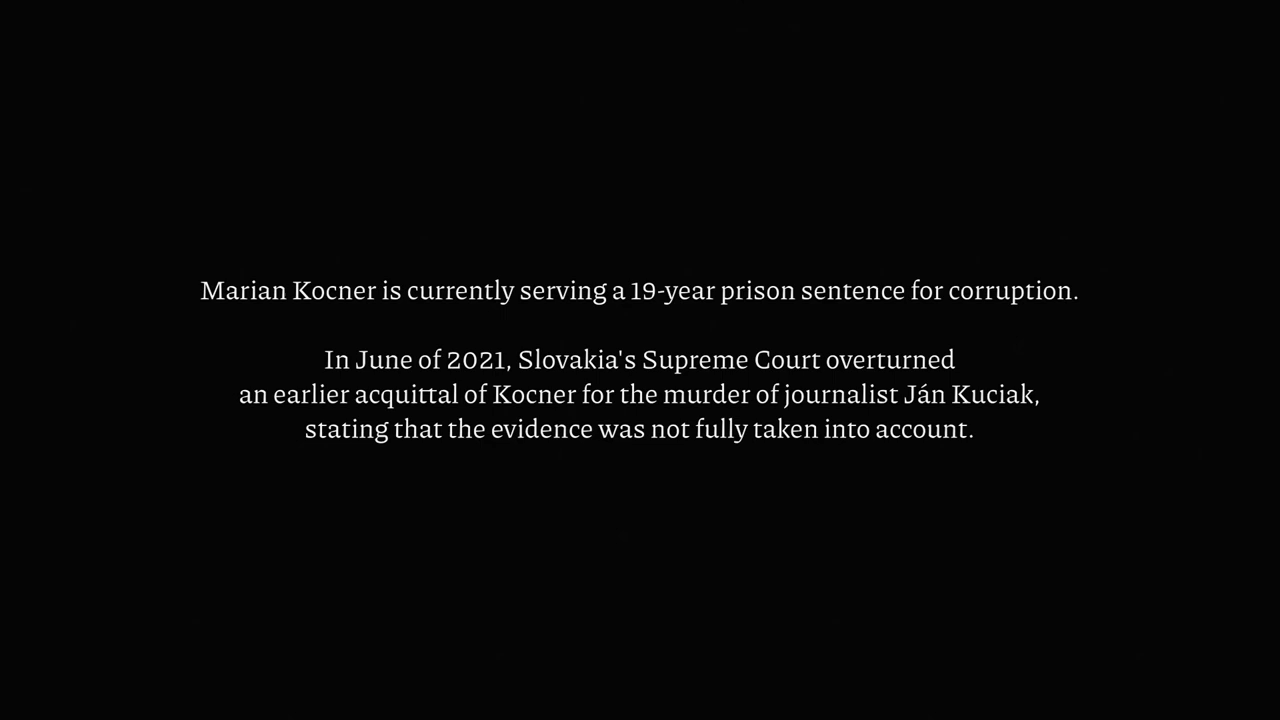 Marian Kocner is currently serving a 19-year prison sentence for corruption.
In June of 2021, Slovakia's Supreme Court overturned
an earlier acquittal of Kocner for the murder of journalist Ján Kuciak,
stating that the evidence was not fully taken into account.